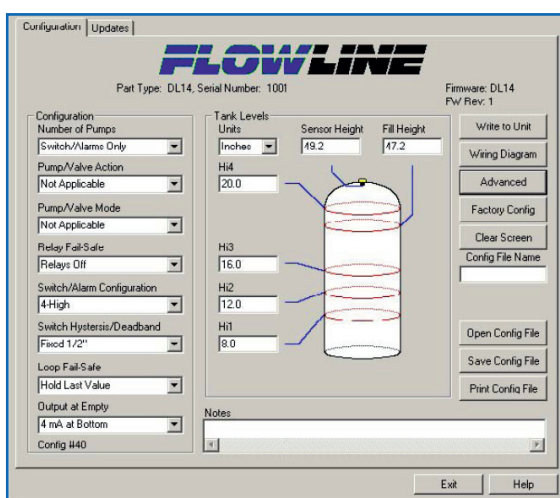 Configuration
Updates
FLOWLINE
Part Type: DL14, Serial Number: 1001
Firmware: DL14
FW Rev: 1
Configuration
Number of Pumps
Switch/Alarms Only
Pump/Valve Action
Not Applicable
Pump/Valve Mode
Not Applicable
Relay Fail-Safe
Relays Off
Switch/Alarm Configuration
4-High
Switch Hystersis/Deadband
Fixed 1/2"
Loop Fail-Safe
Hold Last Value
Output at Empty
4 mA at Bottom
Config #40
Tank Levels
Units
Inches
Sensor Height
49.2
Fill Height
47.2
Hi4
20.0
Hi3
16.0
Hi2
12.0
Hi1
8.0
Notes
Write to Unit
Wiring Diagram
Advanced
Factory Config
Clear Screen
Config File Name
Open Config File
Save Config File
Print Config File
Exit
Help